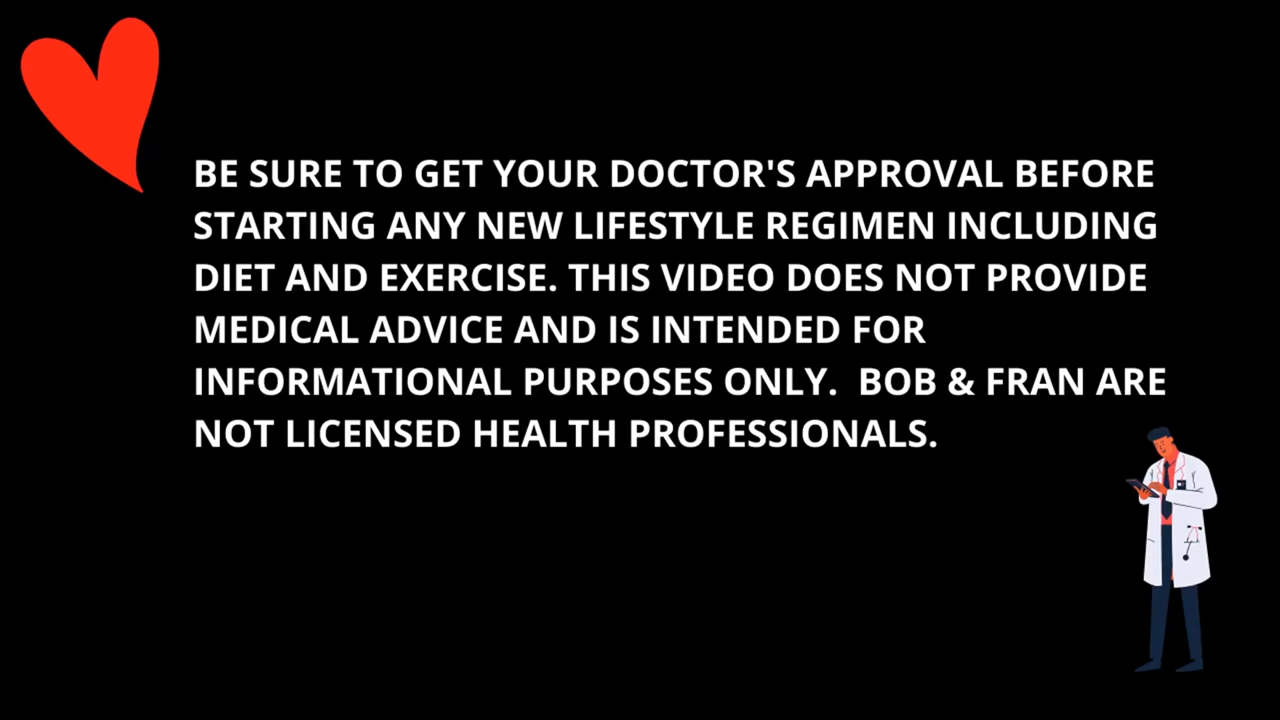 BE SURE TO GET YOUR DOCTOR'S APPROVAL BEFORE
STARTING ANY NEW LIFESTYLE REGIMEN INCLUDING
DIET AND EXERCISE. THIS VIDEO DOES NOT PROVIDE
MEDICAL ADVICE AND IS INTENDED FOR
INFORMATIONAL PURPOSES ONLY.  BOB & FRAN ARE
NOT LICENSED HEALTH PROFESSIONALS.